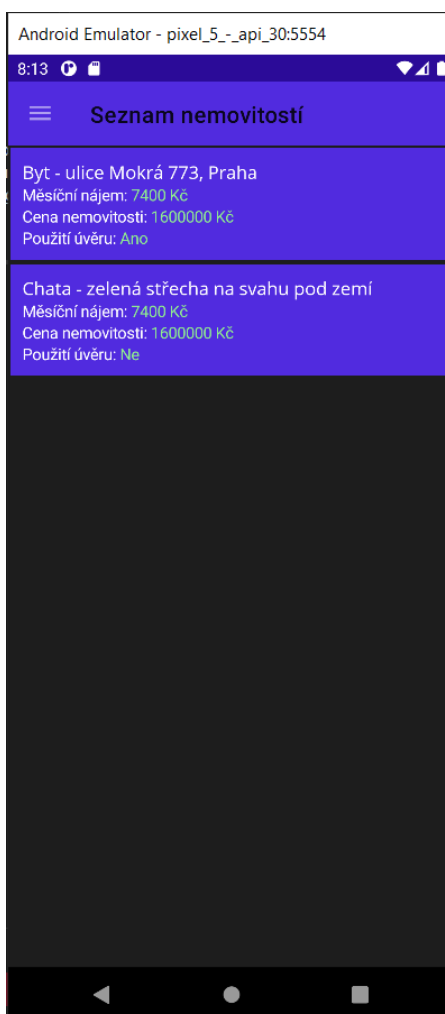 Android Emulator - pixel_5_-_api_30:5554
8:13
Seznam nemovitostí
Byt - ulice Mokrá 773, Praha
Měsíční nájem: 7400 Kč
Cena nemovitosti: 1600000 Kč
Použití úvěru: Ano
Chata - zelená střecha na svahu pod zemí
Měsíční nájem: 7400 Kč
Cena nemovitosti: 1600000 Kč
Použití úvěru: Ne